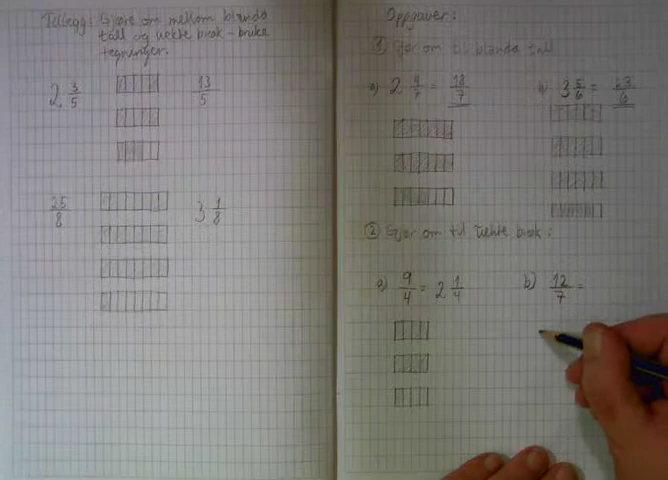 Tillegg: Gjøre om mellom blanda
tall og uekte brøk - bruke
tegninger.
2 3/5 13/5
25/8 3 1/8
Oppgaver:
① Gjør om til blanda tall
a) 2 4/7 = 18/7 b) 3 5/6 = 23/6
② Gjør om til uekte brøk:
a) 9/4 = 2 1/4 b) 12/7 =